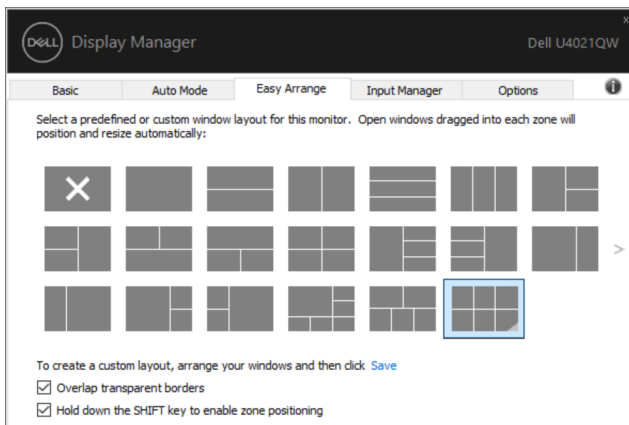 DELL Display Manager Dell U4021QW
Basic Auto Mode Easy Arrange Input Manager Options
Select a predefined or custom window layout for this monitor. Open windows dragged into each zone will
position and resize automatically:
To create a custom layout, arrange your windows and then click Save
Overlap transparent borders
Hold down the SHIFT key to enable zone positioning